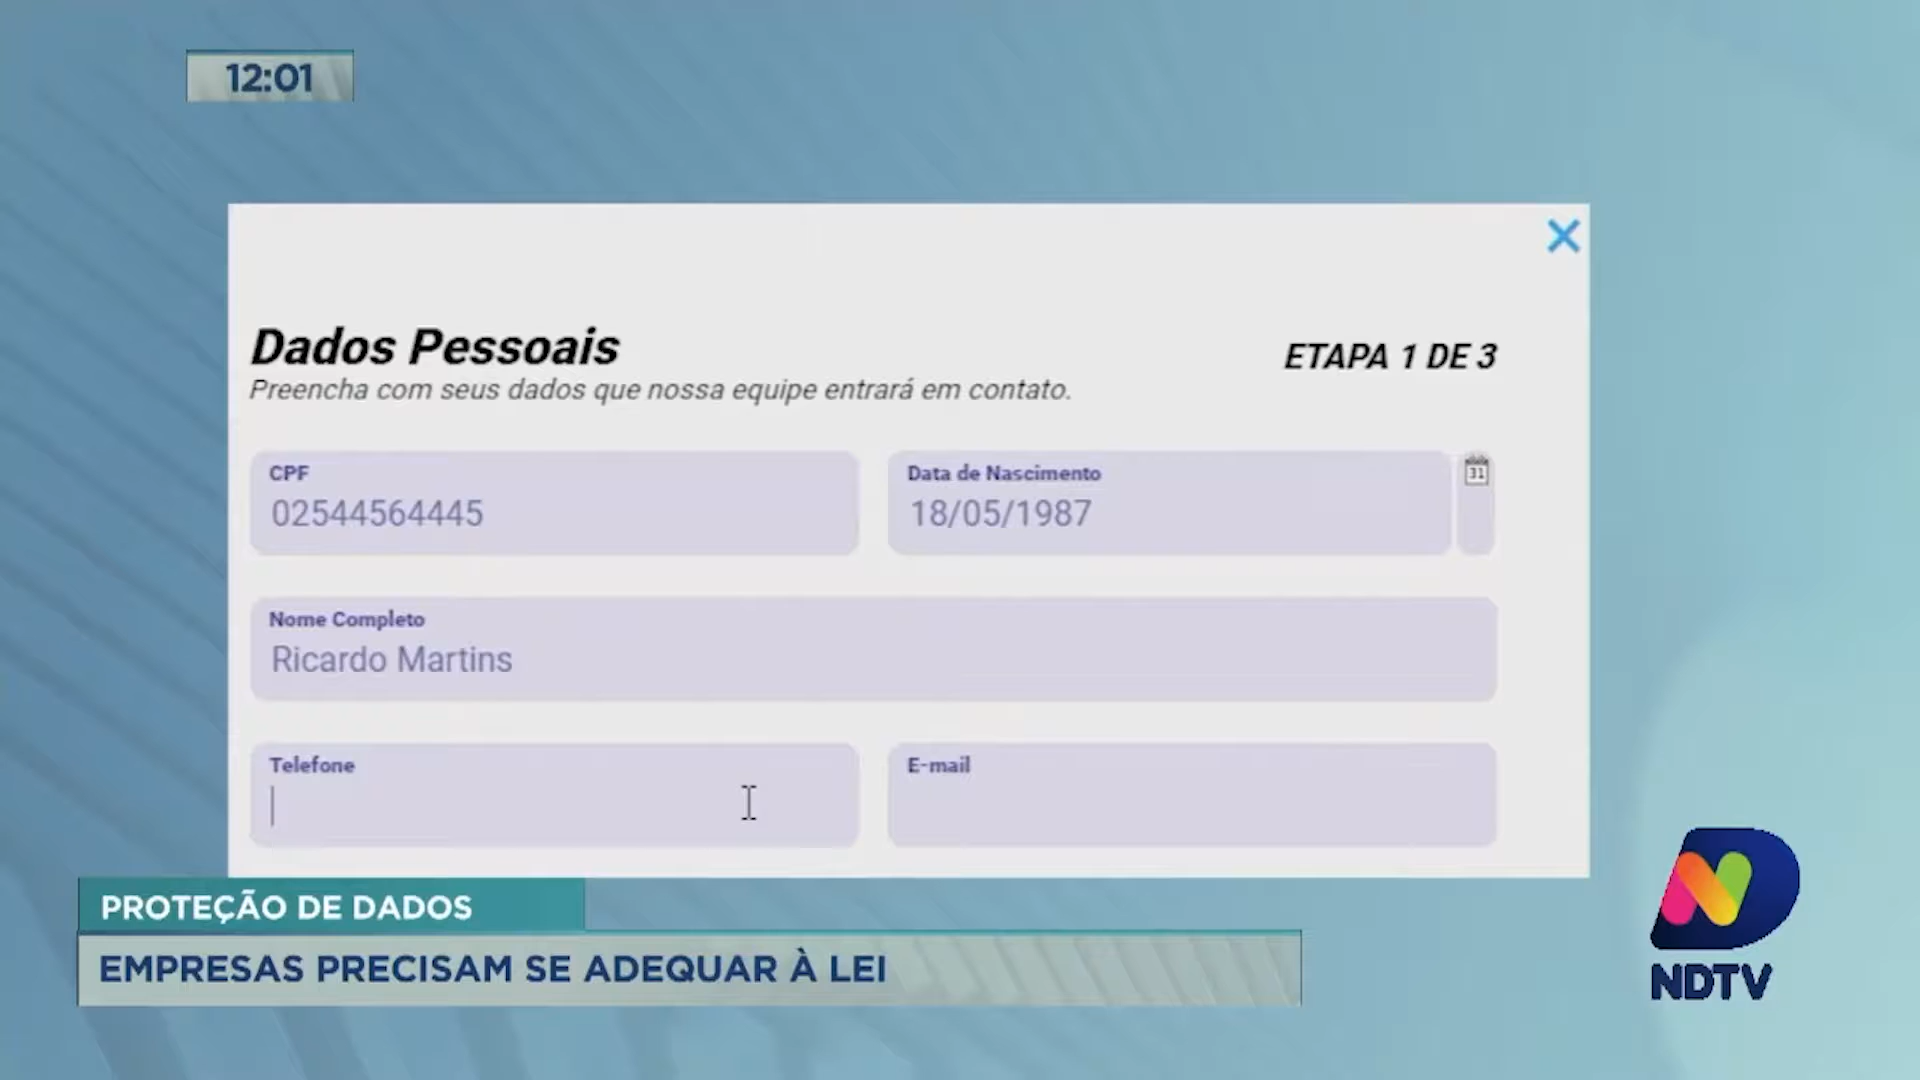 12:01
Dados Pessoais
ETAPA 1 DE 3
Preencha com seus dados que nossa equipe entrará em contato.
CPF
02544564445
Data de Nascimento
18/05/1987
31
Nome Completo
Ricardo Martins
Telefone
E-mail
PROTEÇÃO DE DADOS
EMPRESAS PRECISAM SE ADEQUAR À LEI
NDTV